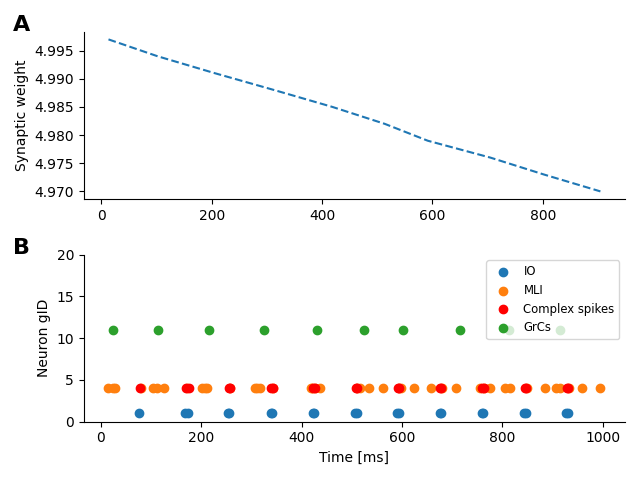 A
Synaptic weight
4.995
4.990
4.985
4.980
4.975
4.970
0 200 400 600 800
B
Neuron gID
20
15
10
5
0
IO
MLI
Complex spikes
GrCs
0 200 400 600 800 1000
Time [ms]